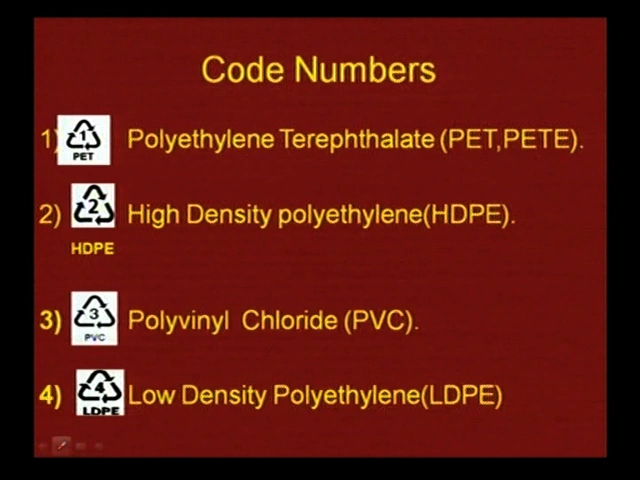 Code Numbers
1) 1 PET Polyethylene Terephthalate (PET,PETE).
2) 2 High Density polyethylene(HDPE).
HDPE
3) 3 PVC Polyvinyl Chloride (PVC).
4) 4 LDPE Low Density Polyethylene(LDPE)